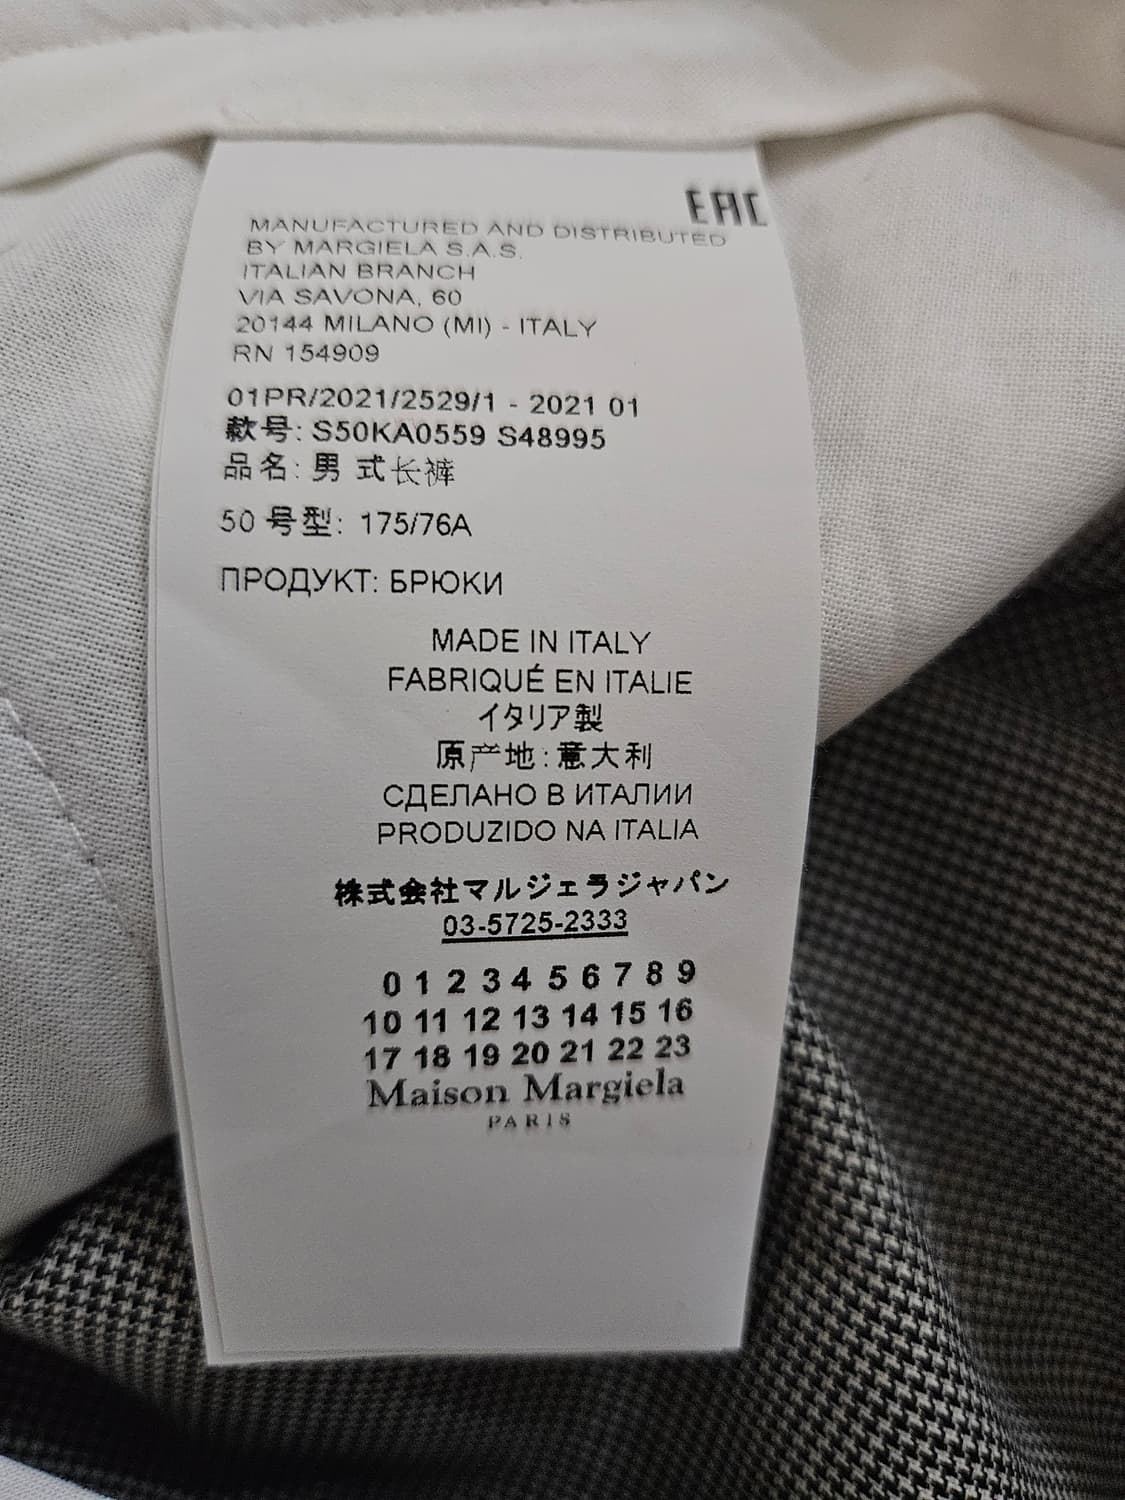 EAC
MANUFACTURED AND DISTRIBUTED
BY MARGIELA S.A.S.
ITALIAN BRANCH
VIA SAVONA, 60
20144 MILANO (MI) - ITALY
RN 154909
01PR/2021/2529/1 - 2021 01
款号: S50KA0559 S48995
品名: 男 式长裤
50 号型: 175/76A
ПРОДУКТ: БРЮКИ
MADE IN ITALY
FABRIQUÉ EN ITALIE
イタリア製
原产地: 意大利
СДЕЛАНО В ИТАЛИИ
PRODUZIDO NA ITALIA
株式会社マルジェラジャパン
03-5725-2333
0 1 2 3 4 5 6 7 8 9
10 11 12 13 14 15 16
17 18 19 20 21 22 23
Maison Margiela
PARIS